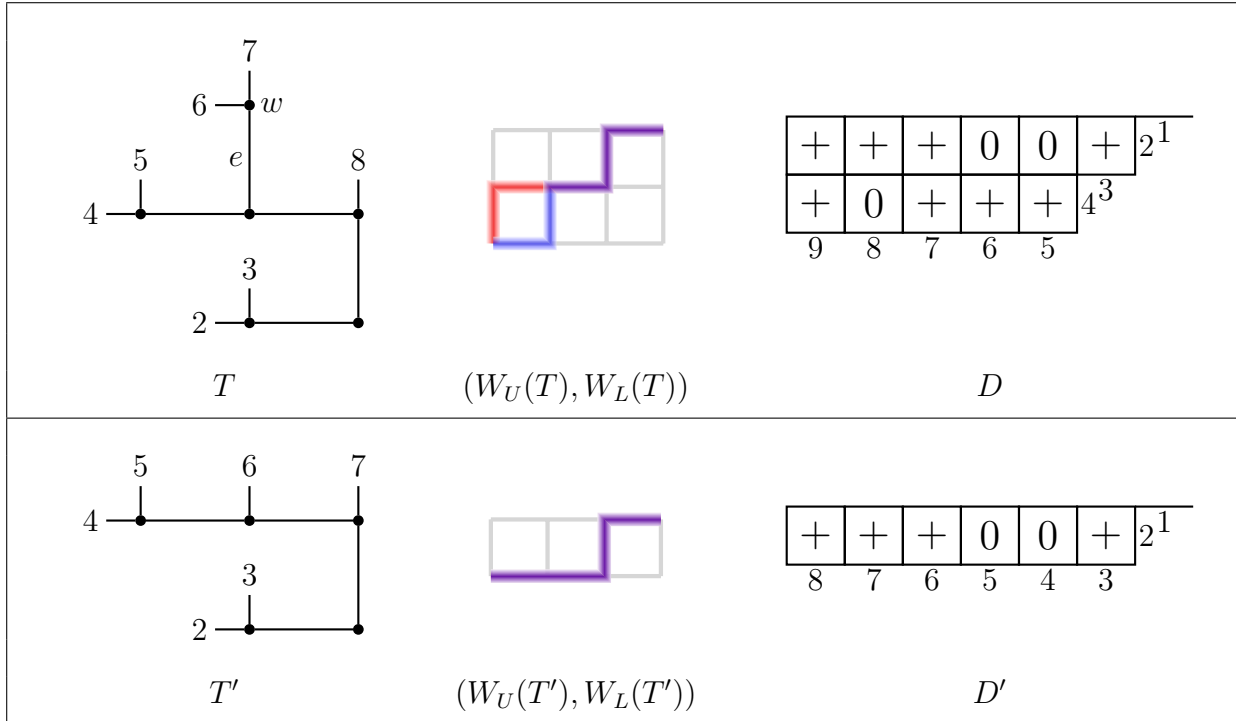 7
6 w
5 e 8
4
3
2
T
(W_U(T), W_L(T))
+ + + 0 0 + 2 1
+ 0 + + + 4 3
9 8 7 6 5
D
5 6 7
4
3
2
T′
(W_U(T′), W_L(T′))
+ + + 0 0 + 2 1
8 7 6 5 4 3
D′